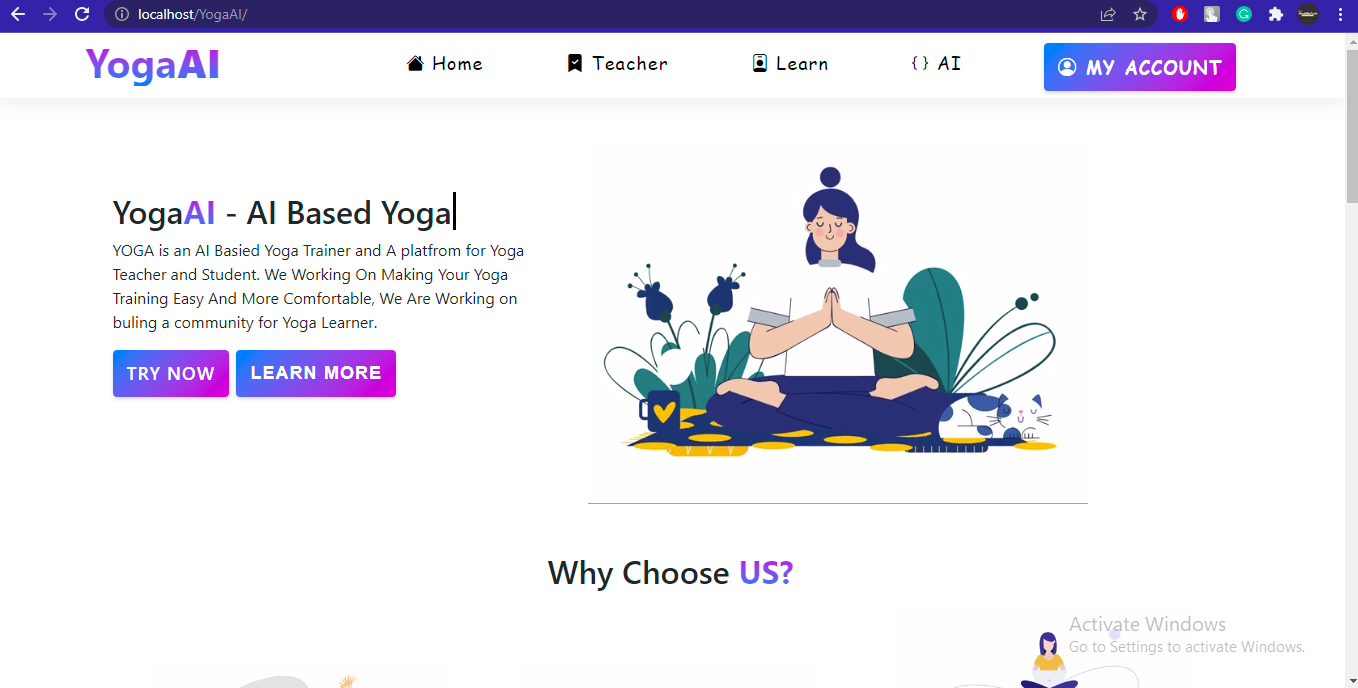 localhost/YogaAI/
YogaAI
Home
Teacher
Learn
{ } AI
MY ACCOUNT
YogaAI - AI Based Yoga
YOGA is an AI Basied Yoga Trainer and A platfrom for Yoga
Teacher and Student. We Working On Making Your Yoga
Training Easy And More Comfortable, We Are Working on
buling a community for Yoga Learner.
TRY NOW
LEARN MORE
Why Choose US?
Activate Windows
Go to Settings to activate Windows.